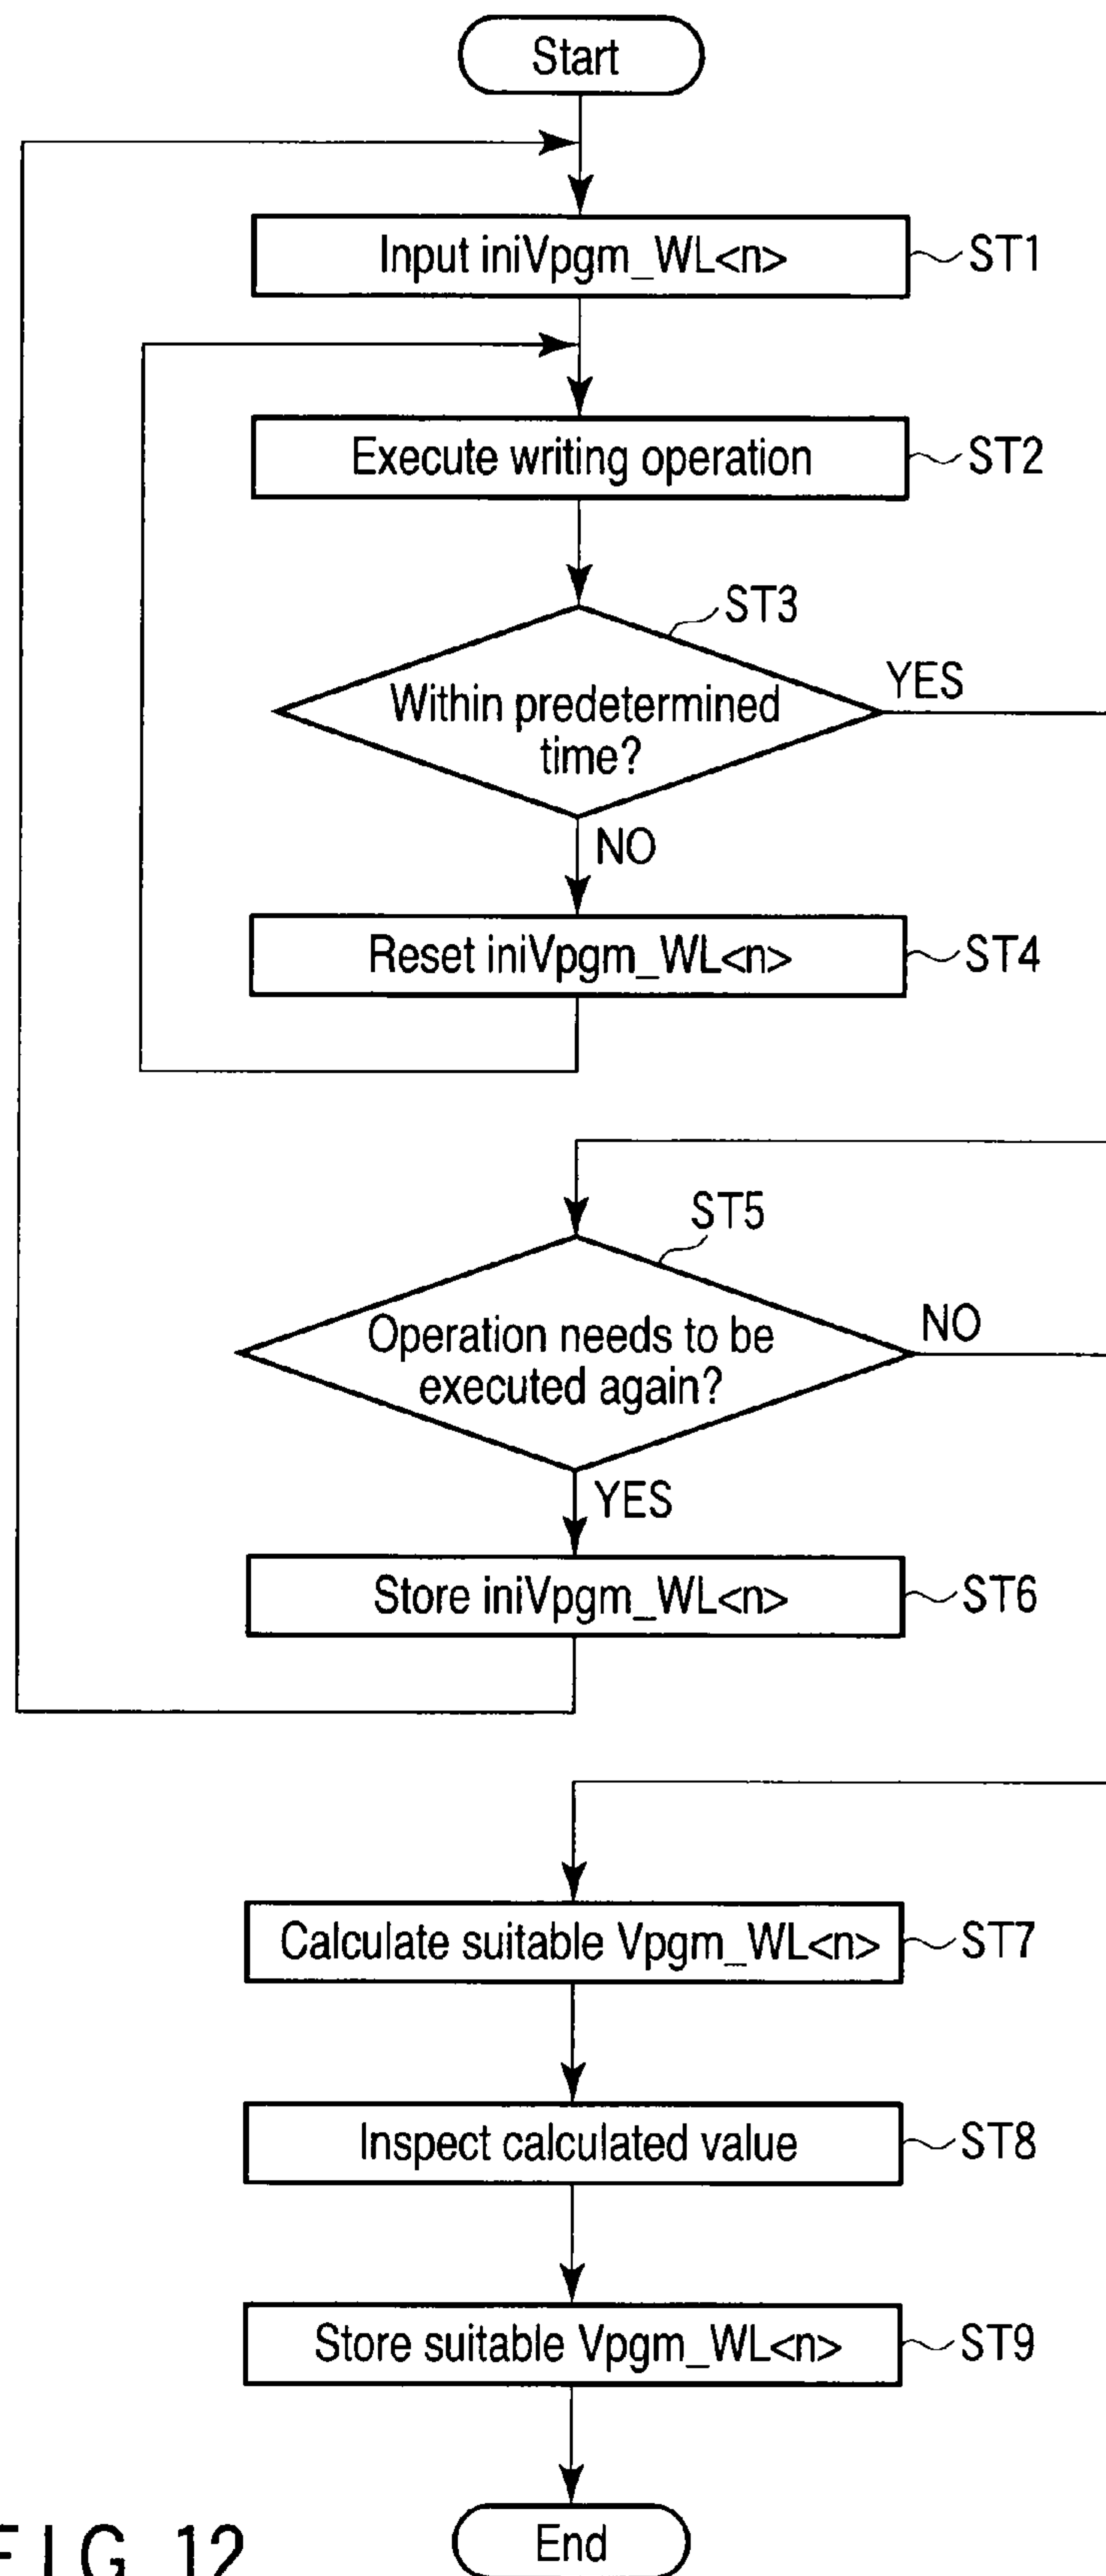 Start
Input iniVpgm_WL<n>
ST1
Execute writing operation
ST2
ST3
Within predetermined
time?
YES
NO
Reset iniVpgm_WL<n>
ST4
ST5
Operation needs to be
executed again?
NO
YES
Store iniVpgm_WL<n>
ST6
Calculate suitable Vpgm_WL<n>
ST7
Inspect calculated value
ST8
Store suitable Vpgm_WL<n>
ST9
End
FIG. 12